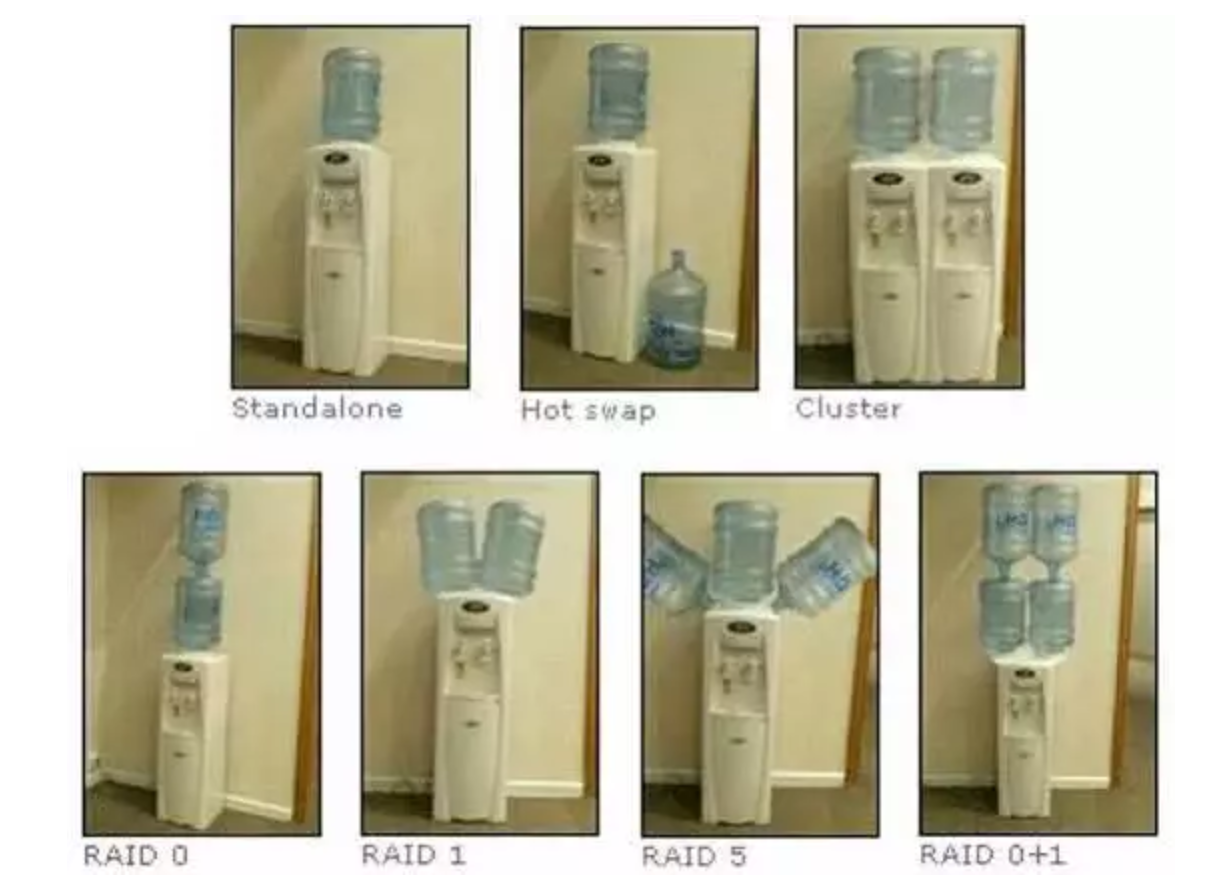 Standalone
Hot swap
Cluster
RAID 0
RAID 1
RAID 5
RAID 0+1